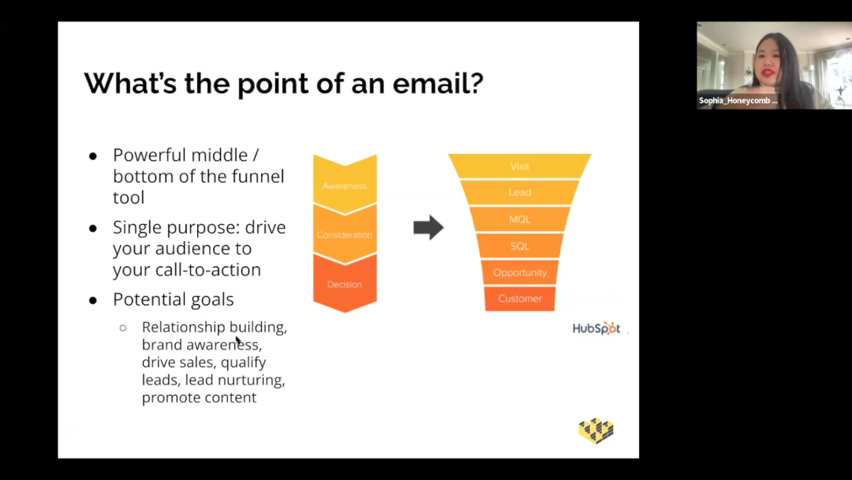 What's the point of an email?
● Powerful middle /
bottom of the funnel
tool
● Single purpose: drive
your audience to
your call-to-action
● Potential goals
○ Relationship building,
brand awareness,
drive sales, qualify
leads, lead nurturing,
promote content
Awareness
Consideration
Decision
Visit
Lead
MQL
SQL
Opportunity
Customer
HubSpot
Sophia_Honeycomb ...